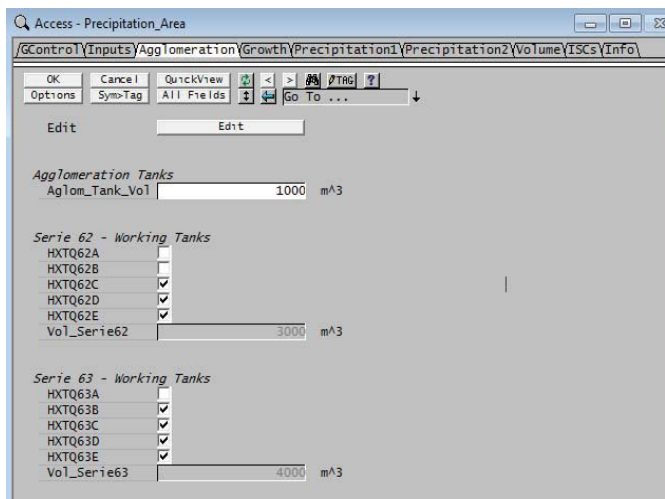 Access - Precipitation_Area
GControl Inputs Agglomeration Growth Precipitation1 Precipitation2 Volume ISCs Info
OK Cancel QuickView < > TAG ?
Options Sym>Tag All Fields Go To ...
Edit Edit
Agglomeration Tanks
Aglom_Tank_Vol 1000 m^3
Serie 62 - Working Tanks
HXTQ62A
HXTQ62B
HXTQ62C
HXTQ62D
HXTQ62E
Vol_Serie62 3000 m^3
Serie 63 - Working Tanks
HXTQ63A
HXTQ63B
HXTQ63C
HXTQ63D
HXTQ63E
Vol_Serie63 4000 m^3